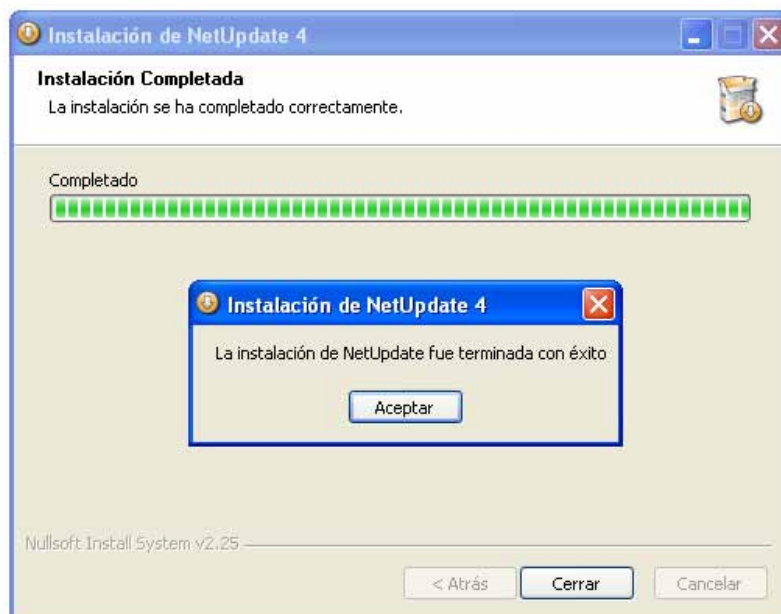 Instalación de NetUpdate 4
Instalación Completada
La instalación se ha completado correctamente.
Completado
Instalación de NetUpdate 4
La instalación de NetUpdate fue terminada con éxito
Aceptar
Nullsoft Install System v2.25
< Atrás Cerrar Cancelar